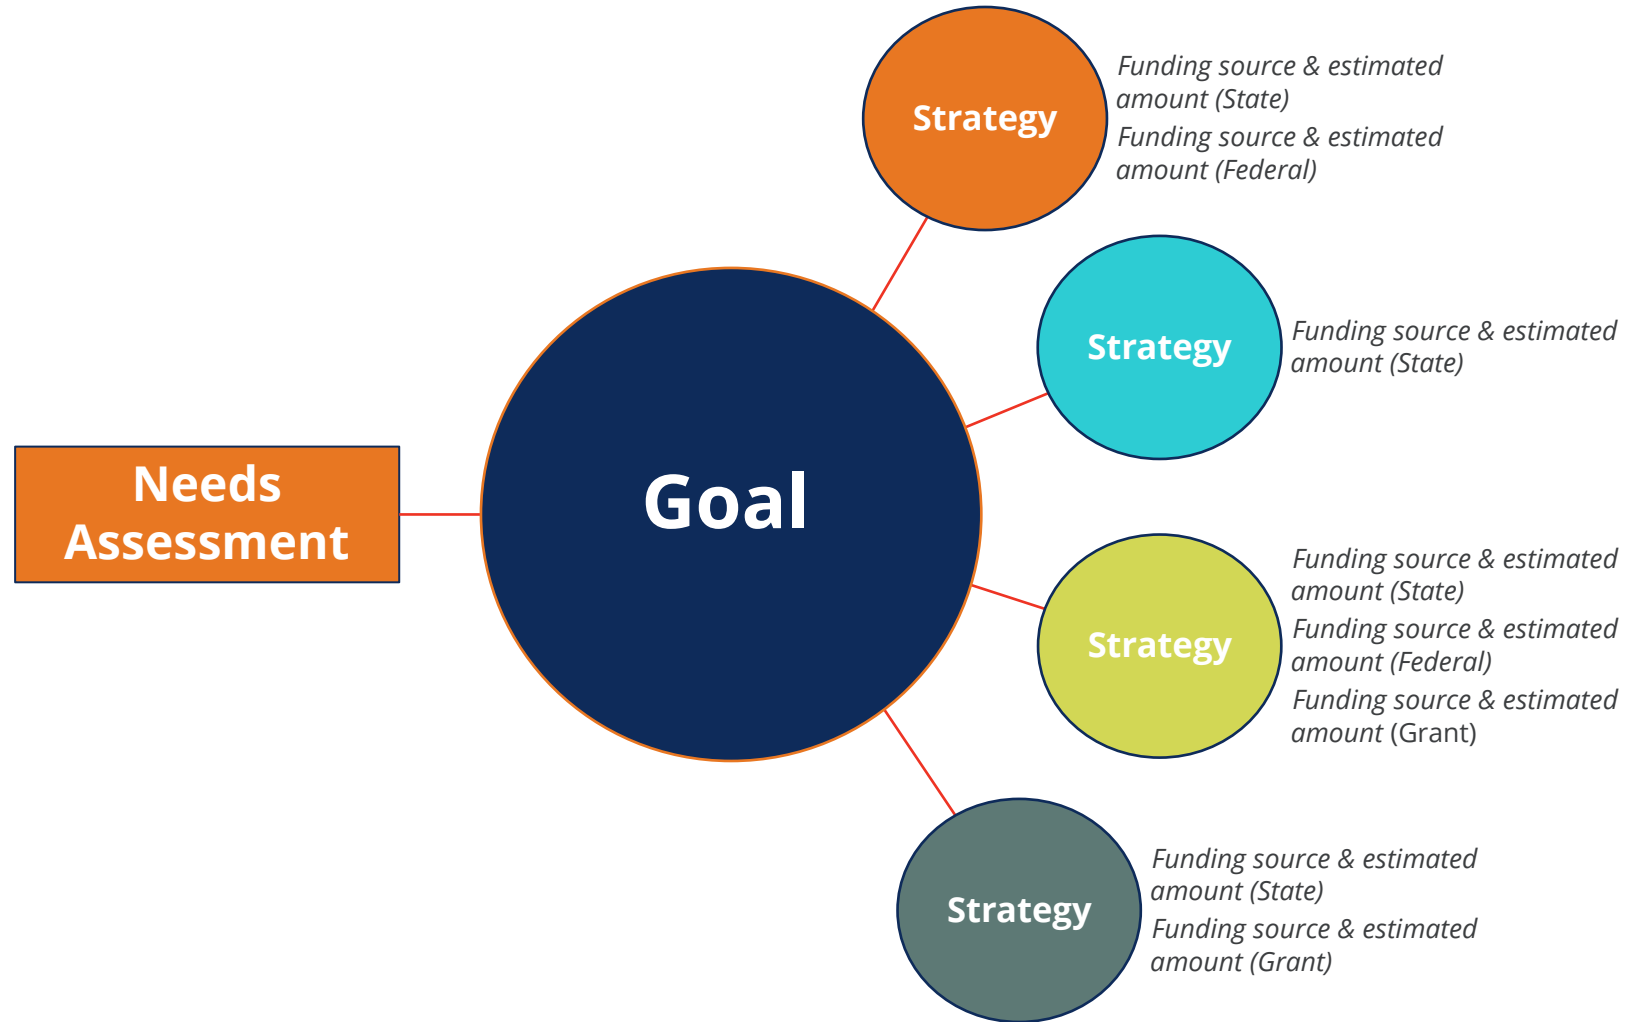 Needs
Assessment
Goal
Strategy
Funding source & estimated
amount (State)
Funding source & estimated
amount (Federal)
Strategy
Funding source & estimated
amount (State)
Strategy
Funding source & estimated
amount (State)
Funding source & estimated
amount (Federal)
Funding source & estimated
amount (Grant)
Strategy
Funding source & estimated
amount (State)
Funding source & estimated
amount (Grant)